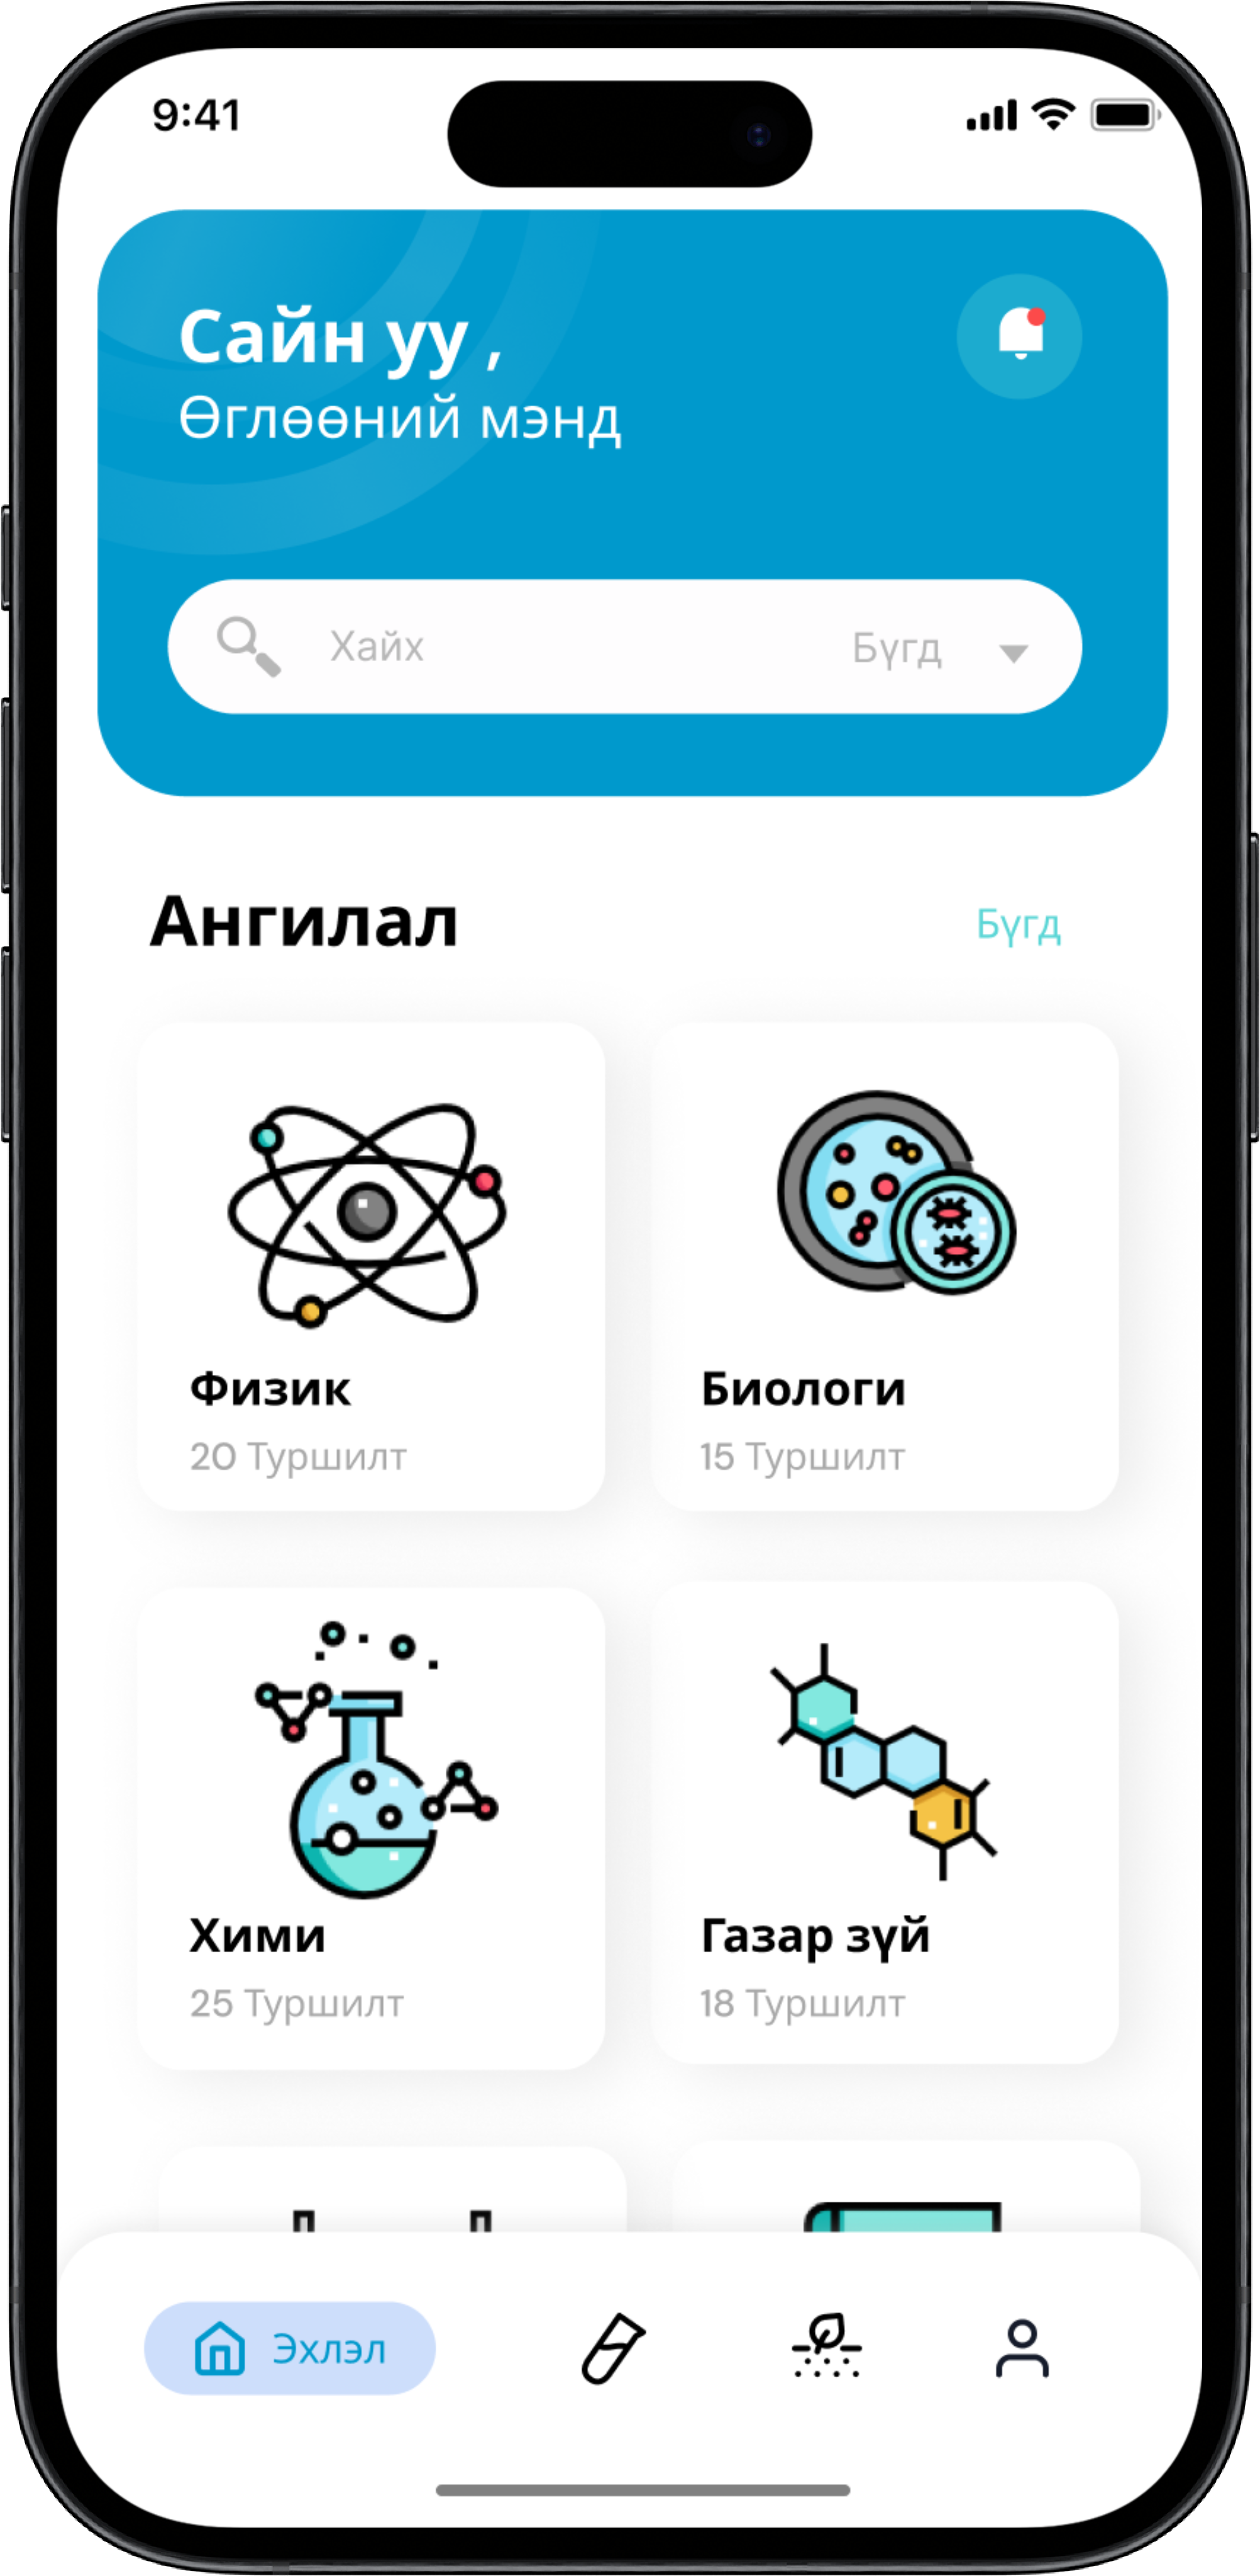 9:41
Сайн уу ,
Өглөөний мэнд
Хайх Бүгд
Ангилал Бүгд
Физик Биологи
20 Туршилт 15 Туршилт
Хими Газар зүй
25 Туршилт 18 Туршилт
Эхлэл